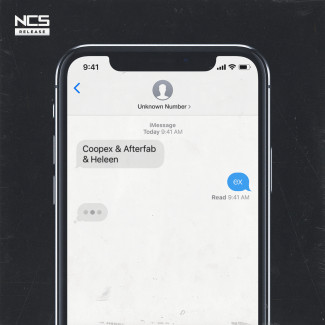 NCS
RELEASE
9:41
Unknown Number >
iMessage
Today 9:41 AM
Coopex & Afterfab
& Heleen
ex
Read 9:41 AM